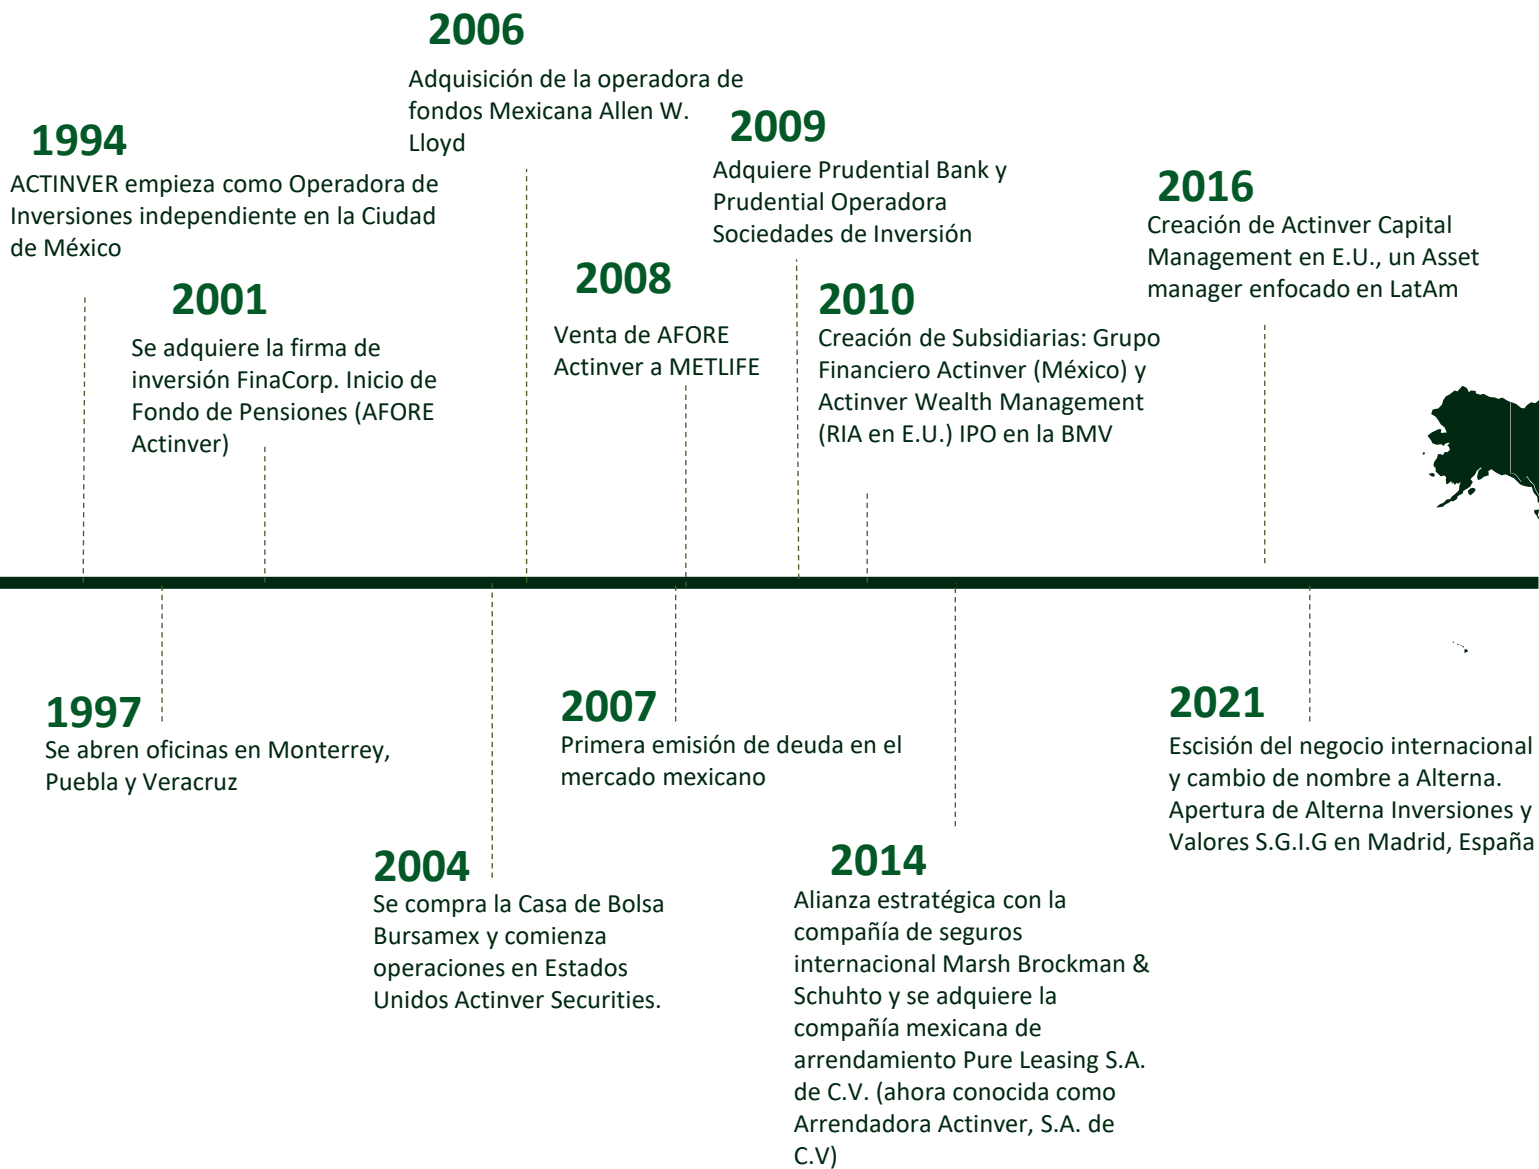 1994
ACTINVER empieza como Operadora de
Inversiones independiente en la Ciudad
de México
2001
Se adquiere la firma de
inversión FinaCorp. Inicio de
Fondo de Pensiones (AFORE
Actinver)
2006
Adquisición de la operadora de
fondos Mexicana Allen W.
Lloyd
2008
Venta de AFORE
Actinver a METLIFE
2009
Adquiere Prudential Bank y
Prudential Operadora
Sociedades de Inversión
2010
Creación de Subsidiarias: Grupo
Financiero Actinver (México) y
Actinver Wealth Management
(RIA en E.U.) IPO en la BMV
2016
Creación de Actinver Capital
Management en E.U., un Asset
manager enfocado en LatAm
1997
Se abren oficinas en Monterrey,
Puebla y Veracruz
2004
Se compra la Casa de Bolsa
Bursamex y comienza
operaciones en Estados
Unidos Actinver Securities.
2007
Primera emisión de deuda en el
mercado mexicano
2014
Alianza estratégica con la
compañía de seguros
internacional Marsh Brockman &
Schuhto y se adquiere la
compañía mexicana de
arrendamiento Pure Leasing S.A.
de C.V. (ahora conocida como
Arrendadora Actinver, S.A. de
C.V)
2021
Escisión del negocio internacional
y cambio de nombre a Alterna.
Apertura de Alterna Inversiones y
Valores S.G.I.G en Madrid, España